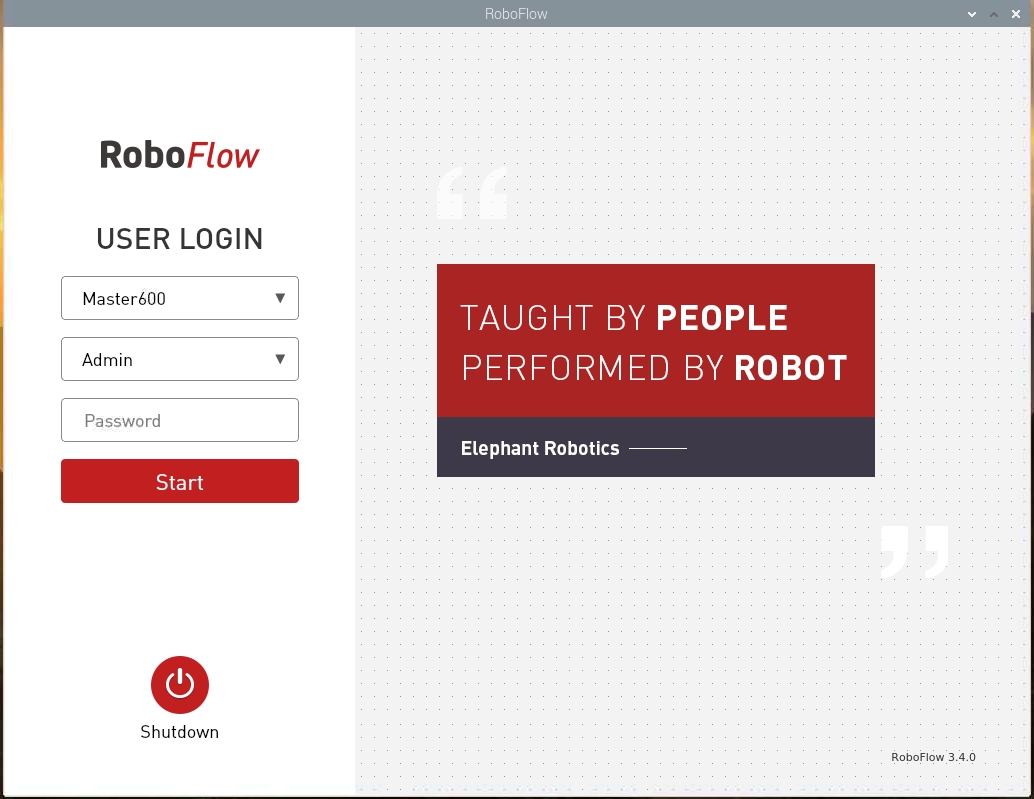 RoboFlow
RoboFlow
USER LOGIN
Master600
Admin
Password
Start
Shutdown
“
TAUGHT BY PEOPLE
PERFORMED BY ROBOT
Elephant Robotics
”
RoboFlow 3.4.0